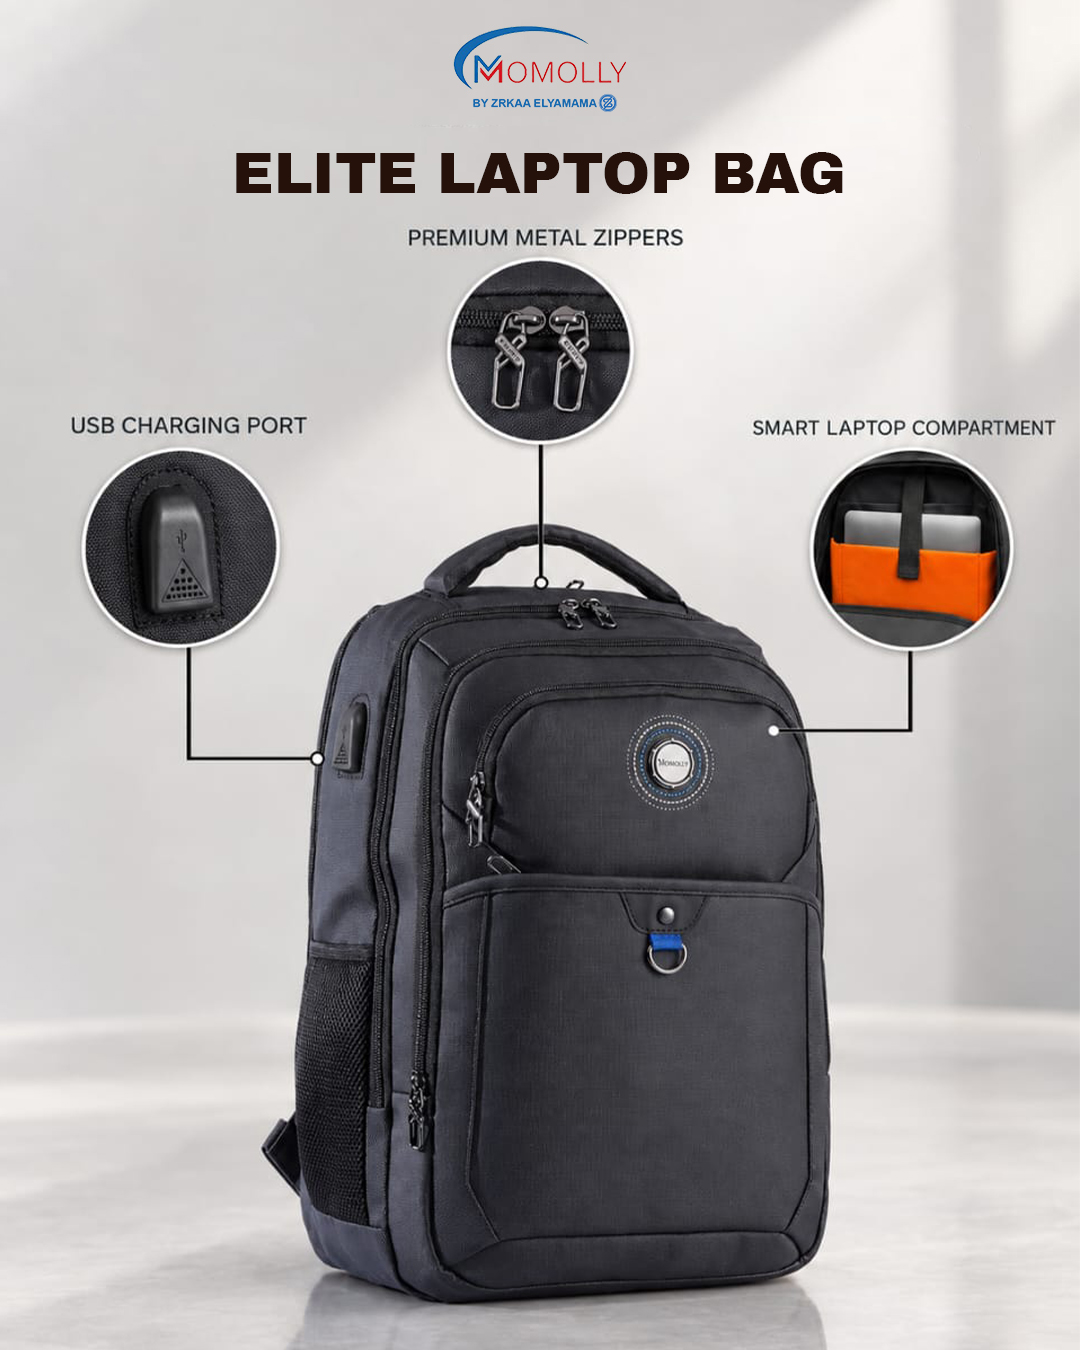 MOMOLLY
BY ZRKAA ELYAMAMA
ELITE LAPTOP BAG
PREMIUM METAL ZIPPERS
USB CHARGING PORT
SMART LAPTOP COMPARTMENT
MOMOLLY